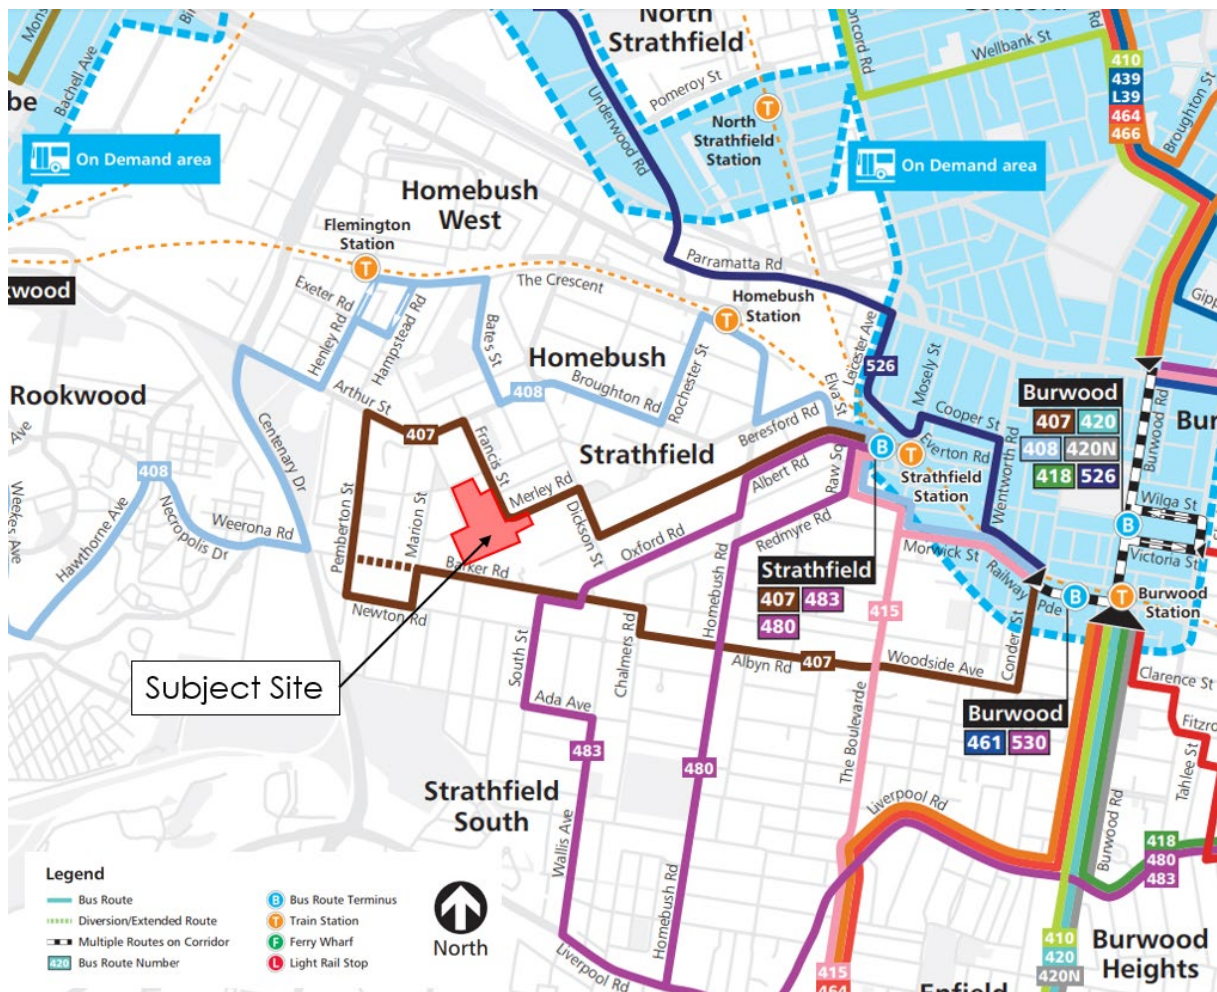 North
Strathfield
Concord Rd
Wellbank St
Pomeroy St
Bachell Ave
Underwood Rd
North
Strathfield
Station
T
410
439
L39
464
466
Broughton St
On Demand area
On Demand area
Homebush
West
Flemington
Station
T
Parramatta Rd
The Crescent
Exeter Rd
Henley Rd
Hampstead Rd
Bates St
Homebush
Station
T
Leicester Ave
526
Mosely St
Homebush
Broughton Rd
Rochester St
Elva St
408
Rookwood
Arthur St
407
Francis St
Beresford Rd
Cooper St
Everton Rd
Wentworth Rd
Burwood
407 420
408 420N
418 526
Burwood Rd
Strathfield
B
T
Strathfield
Station
Centenary Dr
408
Merley Rd
Albert Rd
Wilga St
B
Victoria St
Hawthorne Ave
Necropolis Dr
Weerona Rd
Pemberton St
Marion St
Dickson St
Oxford Rd
Redmyre Rd
Morwick St
Railway
Pde
Barker Rd
Homebush Rd
Strathfield
407 483
480
415
B
T
Burwood
Station
Newton Rd
South St
Chalmers Rd
Albyn Rd
407
Woodside Ave
Conder St
Subject Site
Ada Ave
The Boulevarde
Clarence St
Burwood
461 530
483
480
Tahlee St
Strathfield
South
Liverpool Rd
Wallis Ave
Burwood Rd
418
480
483
Homebush Rd
Legend
Bus Route
Diversion/Extended Route
Multiple Routes on Corridor
420 Bus Route Number
B Bus Route Terminus
T Train Station
F Ferry Wharf
L Light Rail Stop
North
Liverpool Rd
415
464
410
420
420N
Burwood
Heights
Enfield